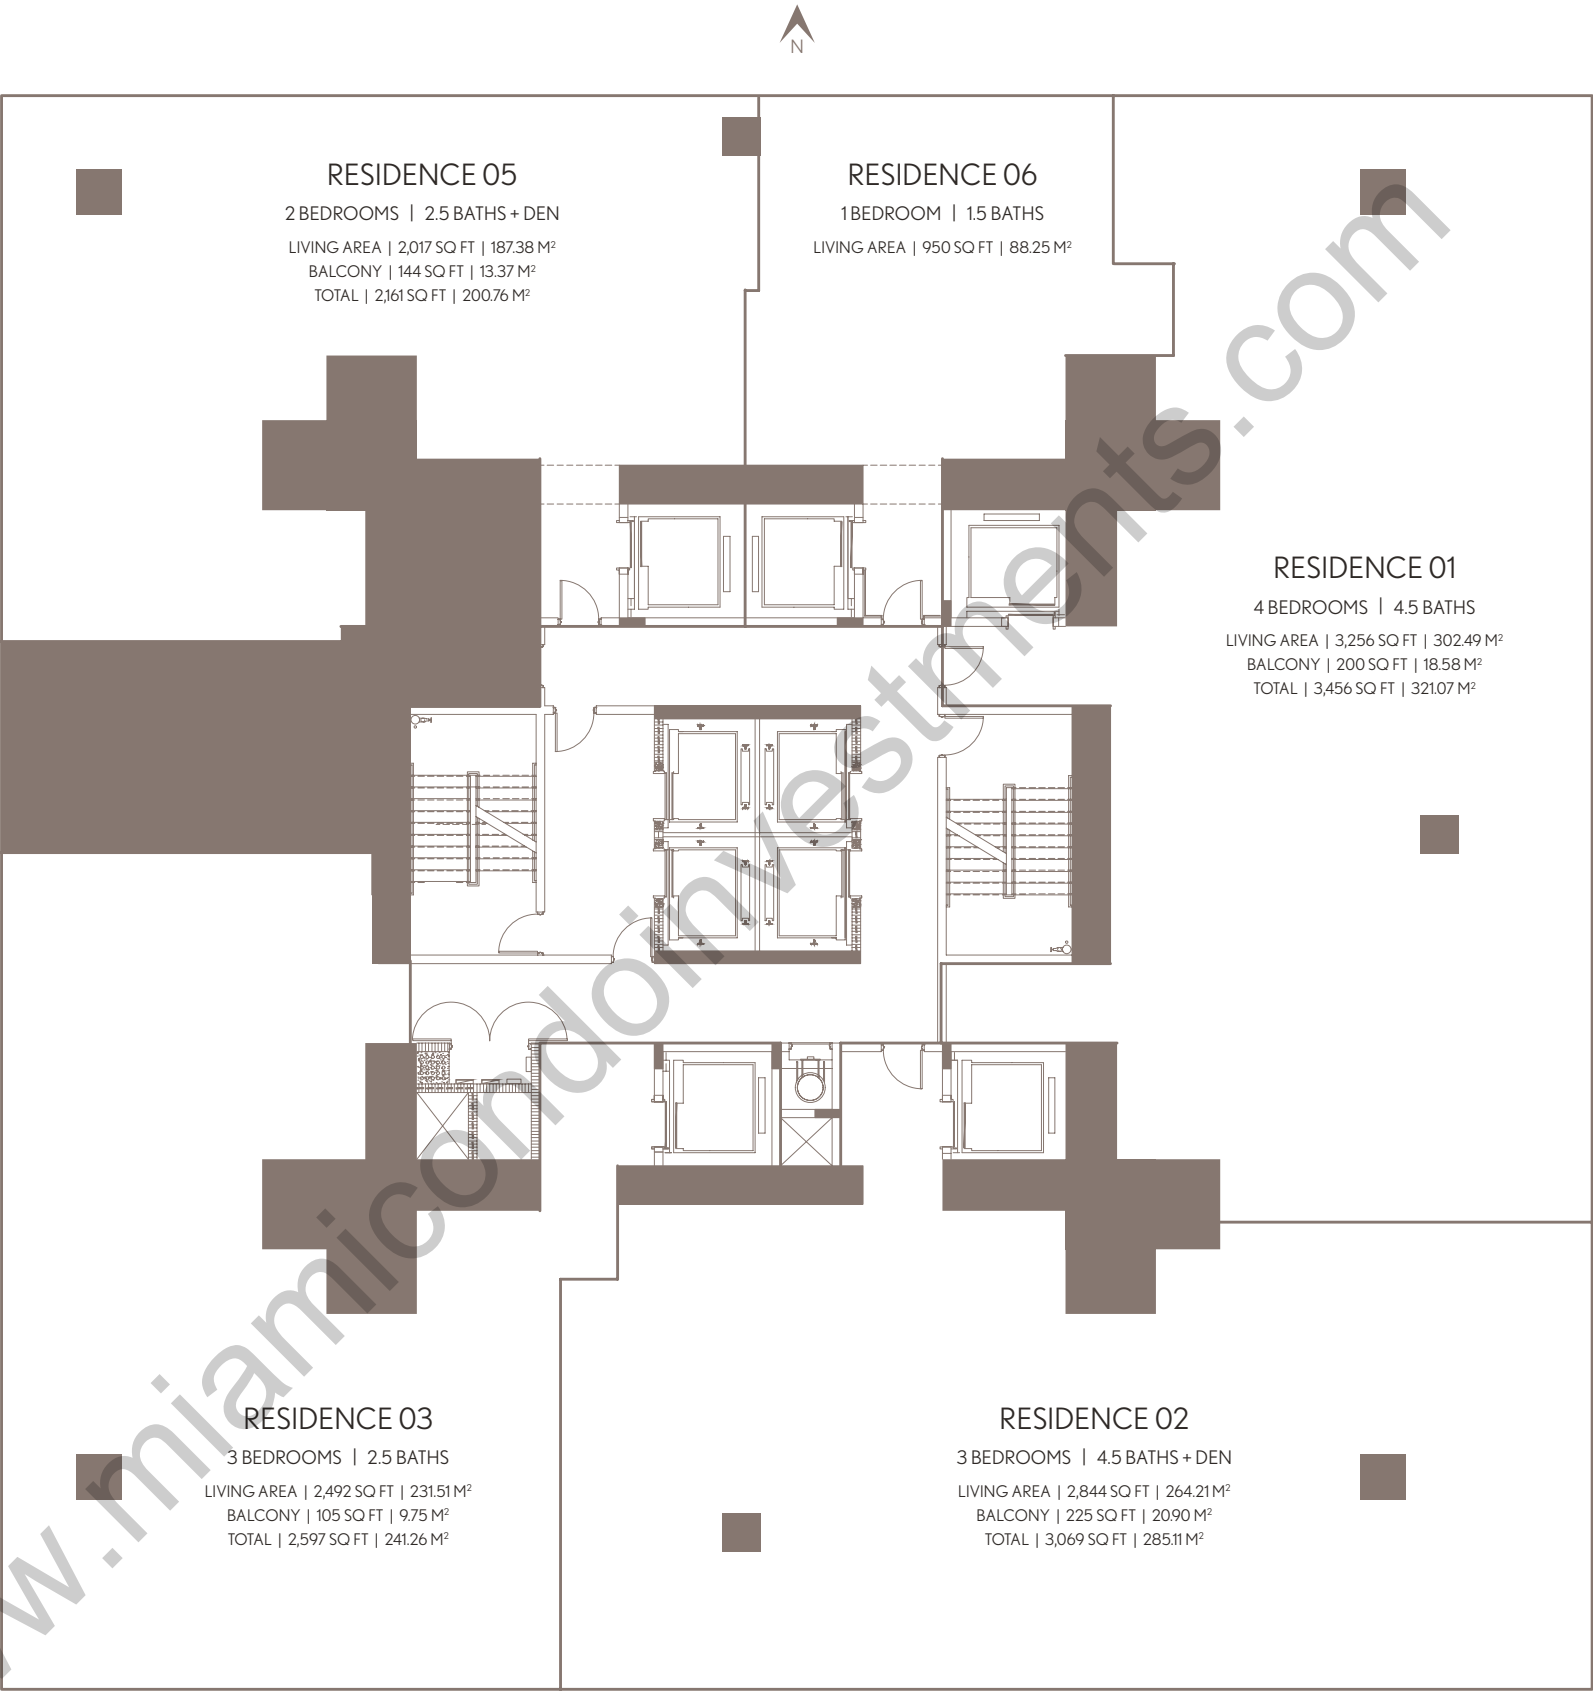 N
RESIDENCE 05
2 BEDROOMS | 2.5 BATHS + DEN
LIVING AREA | 2,017 SQ FT | 187.38 M²
BALCONY | 144 SQ FT | 13.37 M²
TOTAL | 2,161 SQ FT | 200.76 M²
RESIDENCE 06
1 BEDROOM | 1.5 BATHS
LIVING AREA | 950 SQ FT | 88.25 M²
RESIDENCE 01
4 BEDROOMS | 4.5 BATHS
LIVING AREA | 3,256 SQ FT | 302.49 M²
BALCONY | 200 SQ FT | 18.58 M²
TOTAL | 3,456 SQ FT | 321.07 M²
RESIDENCE 03
3 BEDROOMS | 2.5 BATHS
LIVING AREA | 2,492 SQ FT | 231.51 M²
BALCONY | 105 SQ FT | 9.75 M²
TOTAL | 2,597 SQ FT | 241.26 M²
RESIDENCE 02
3 BEDROOMS | 4.5 BATHS + DEN
LIVING AREA | 2,844 SQ FT | 264.21 M²
BALCONY | 225 SQ FT | 20.90 M²
TOTAL | 3,069 SQ FT | 285.11 M²
w.miamicondoinvestments.com